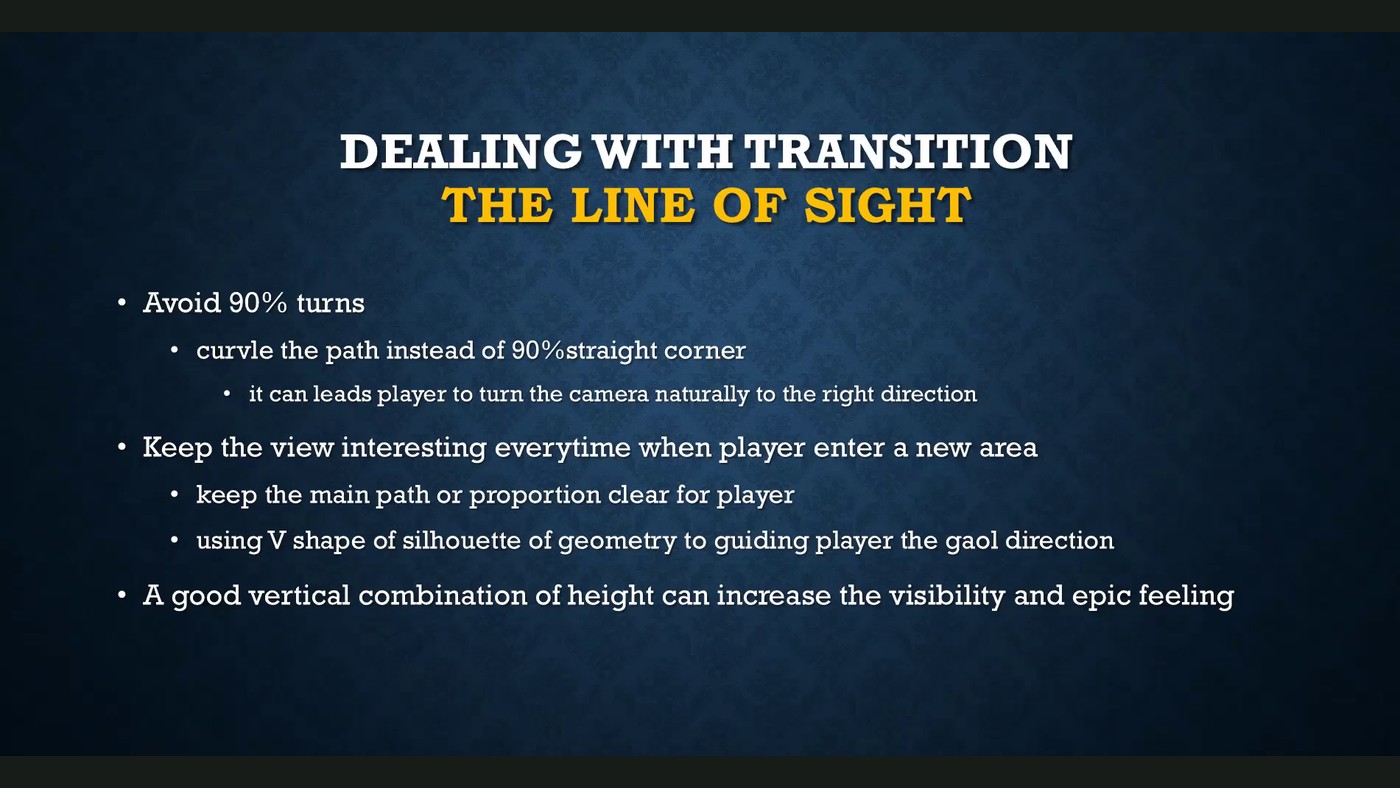 DEALING WITH TRANSITION
THE LINE OF SIGHT
• Avoid 90% turns
• curvle the path instead of 90%straight corner
• it can leads player to turn the camera naturally to the right direction
• Keep the view interesting everytime when player enter a new area
• keep the main path or proportion clear for player
• using V shape of silhouette of geometry to guiding player the gaol direction
• A good vertical combination of height can increase the visibility and epic feeling